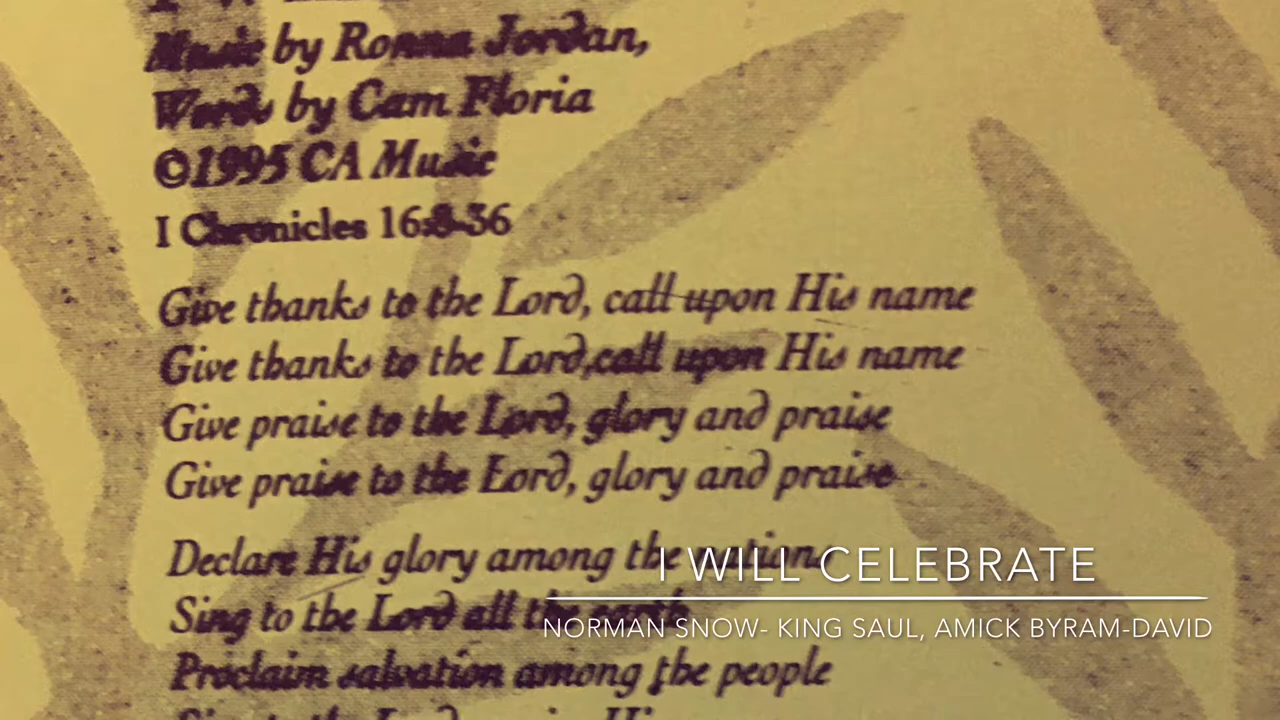 Music by Ronna Jordan,
Words by Cam Floria
©1995 CA Music
I Chronicles 16:8-36
Give thanks to the Lord, call upon His name
Give thanks to the Lord,call upon His name
Give praise to the Lord, glory and praise
Give praise to the Lord, glory and praise
Declare His glory among the nations
Sing to the Lord all the earth
Proclaim salvation among the people
I WILL CELEBRATE
NORMAN SNOW- KING SAUL, AMICK BYRAM-DAVID